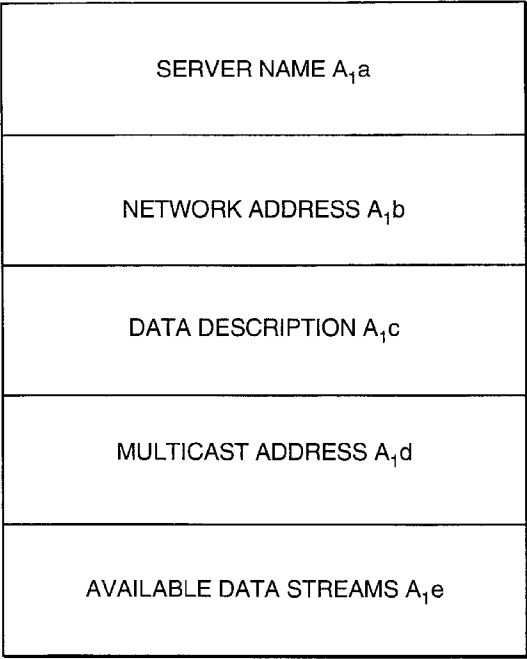 SERVER NAME A₁a
NETWORK ADDRESS A₁b
DATA DESCRIPTION A₁c
MULTICAST ADDRESS A₁d
AVAILABLE DATA STREAMS A₁e